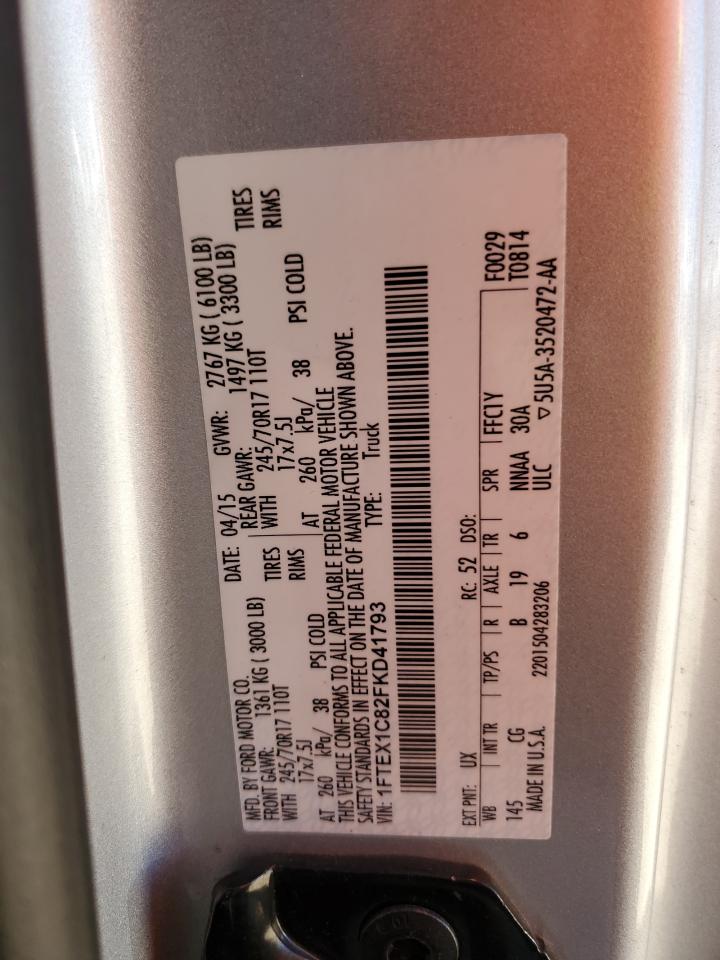 MFD. BY FORD MOTOR CO. DATE: 04/15 GVWR: 2767 KG ( 6100 LB)
FRONT GAWR: 1361 KG ( 3000 LB) REAR GAWR: 1497 KG ( 3300 LB)
WITH 245/70R17 110T TIRES WITH 245/70R17 110T TIRES
17x7.5J RIMS 17x7.5J RIMS
AT 260 kPa/ 38 PSI COLD AT 260 kPa/ 38 PSI COLD
THIS VEHICLE CONFORMS TO ALL APPLICABLE FEDERAL MOTOR VEHICLE
SAFETY STANDARDS IN EFFECT ON THE DATE OF MANUFACTURE SHOWN ABOVE.
VIN: 1FTEX1C82FKD41793 TYPE: Truck
EXT PNT: UX RC: 52 DSO:
WB INT TR TP/PS R AXLE TR SPR FFC1Y F0029
145 CG B 19 6 NNAA 30A T0814
MADE IN U.S.A. 2201504283206 ULC ▽5U5A-3520472-AA